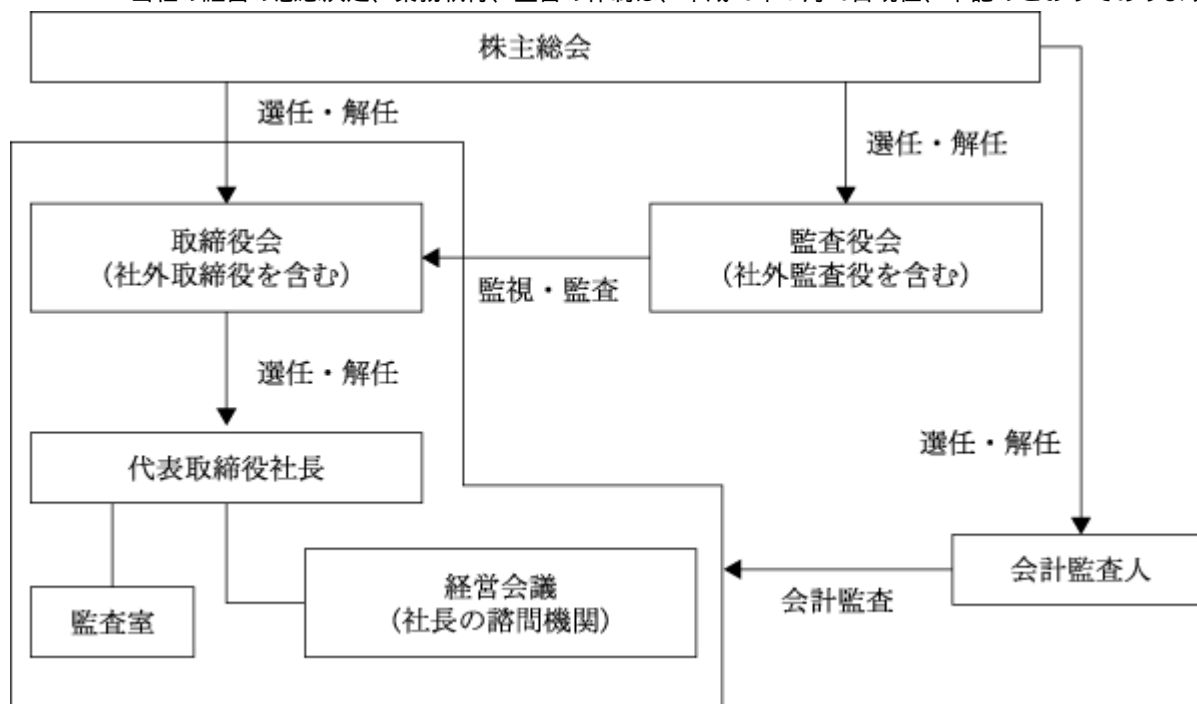 株主総会
選任・解任
選任・解任
取締役会
（社外取締役を含む）
監査役会
（社外監査役を含む）
監視・監査
選任・解任
代表取締役社長
選任・解任
経営会議
（社長の諮問機関）
会計監査人
会計監査
監査室